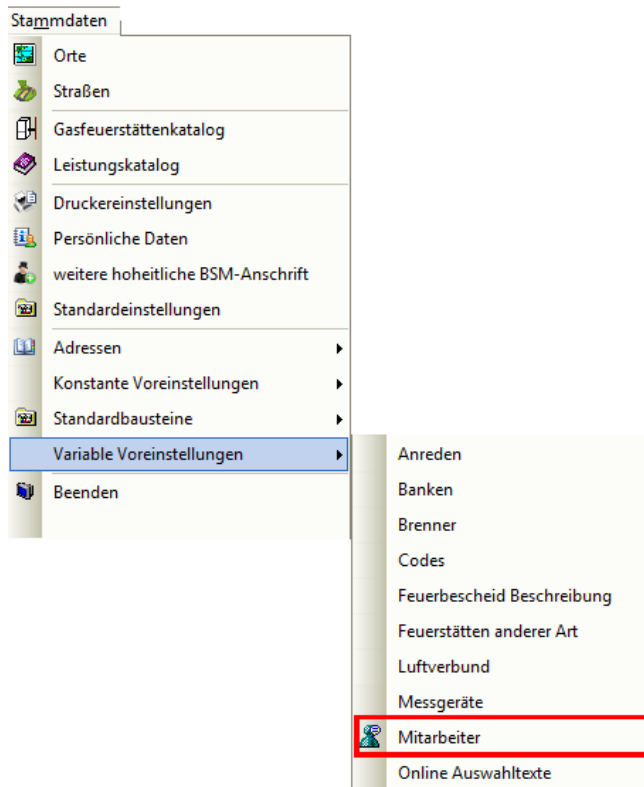 Stammdaten
Orte
Straßen
Gasfeuerstättenkatalog
Leistungskatalog
Druckereinstellungen
Persönliche Daten
weitere hoheitliche BSM-Anschrift
Standardeinstellungen
Adressen
Konstante Voreinstellungen
Standardbausteine
Variable Voreinstellungen
Beenden
Anreden
Banken
Brenner
Codes
Feuerbescheid Beschreibung
Feuerstätten anderer Art
Luftverbund
Messgeräte
Mitarbeiter
Online Auswahltexte